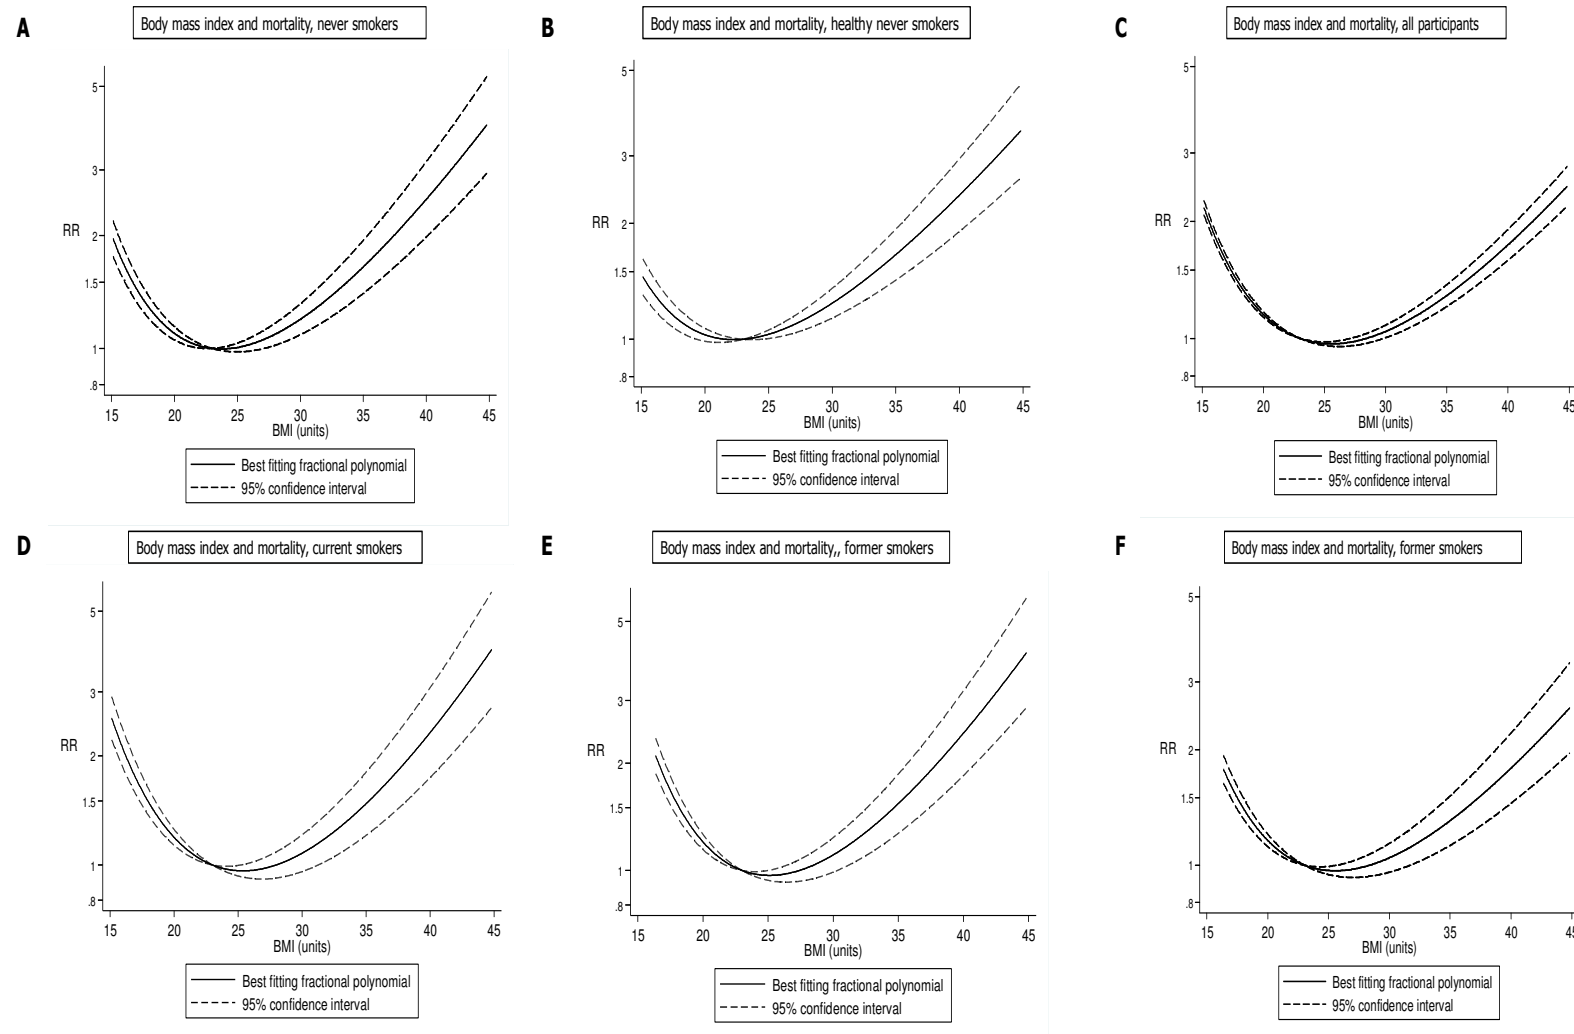 A
Body mass index and mortality, never smokers
5
3
2
1.5
1
.8
RR
15 20 25 30 35 40 45
BMI (units)
Best fitting fractional polynomial
95% confidence interval
B
Body mass index and mortality, healthy never smokers
5
3
2
1.5
1
.8
RR
15 20 25 30 35 40 45
BMI (units)
Best fitting fractional polynomial
95% confidence interval
C
Body mass index and mortality, all participants
5
3
2
1.5
1
.8
RR
15 20 25 30 35 40 45
BMI (units)
Best fitting fractional polynomial
95% confidence interval
D
Body mass index and mortality, current smokers
5
3
2
1.5
1
.8
RR
15 20 25 30 35 40 45
BMI (units)
Best fitting fractional polynomial
95% confidence interval
E
Body mass index and mortality,, former smokers
5
3
2
1.5
1
.8
RR
15 20 25 30 35 40 45
BMI (units)
Best fitting fractional polynomial
95% confidence interval
F
Body mass index and mortality, former smokers
5
3
2
1.5
1
.8
RR
15 20 25 30 35 40 45
BMI (units)
Best fitting fractional polynomial
95% confidence interval